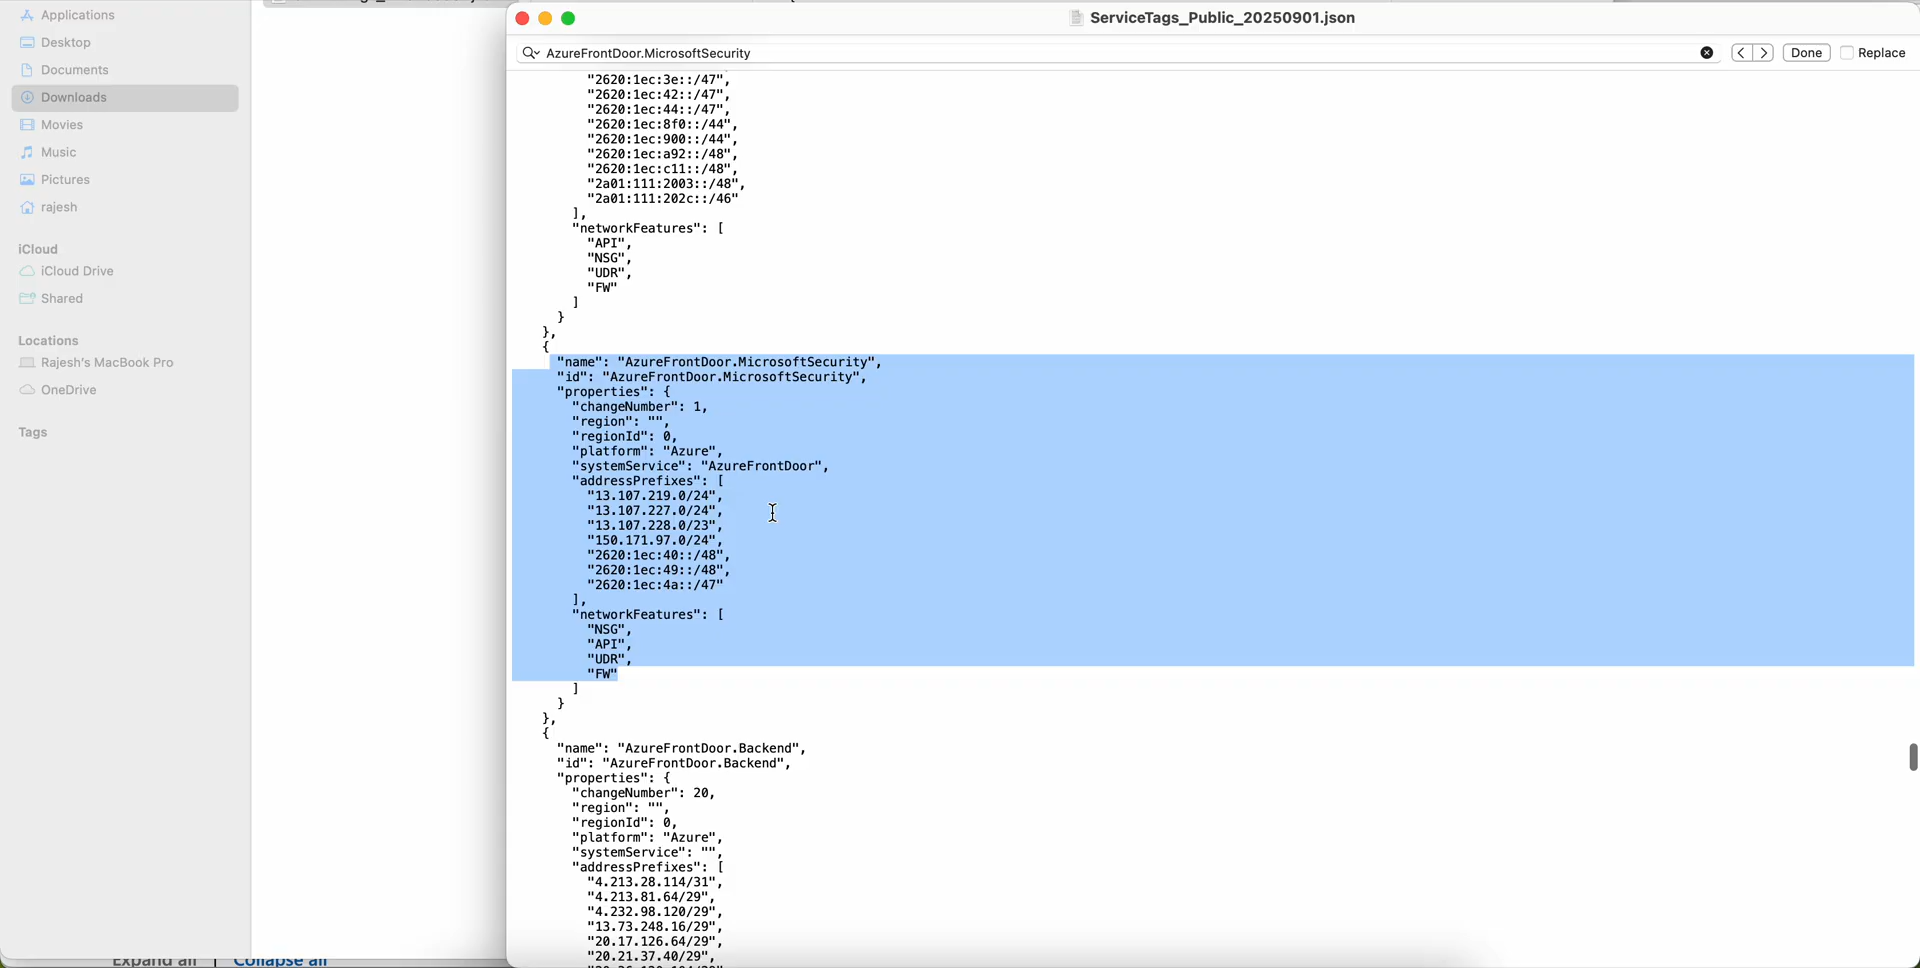 Applications
Desktop
Documents
Downloads
Movies
Music
Pictures
rajesh
iCloud
iCloud Drive
Shared
Locations
Rajesh's MacBook Pro
OneDrive
Tags
Expand all | Collapse all
ServiceTags_Public_20250901.json
AzureFrontDoor.MicrosoftSecurity
Done
Replace
"2620:1ec:3e::/47",
"2620:1ec:42::/47",
"2620:1ec:44::/47",
"2620:1ec:8f0::/44",
"2620:1ec:900::/44",
"2620:1ec:a92::/48",
"2620:1ec:c11::/48",
"2a01:111:2003::/48",
"2a01:111:202c::/46"
],
"networkFeatures": [
"API",
"NSG",
"UDR",
"FW"
]
}
},
{
"name": "AzureFrontDoor.MicrosoftSecurity",
"id": "AzureFrontDoor.MicrosoftSecurity",
"properties": {
"changeNumber": 1,
"region": "",
"regionId": 0,
"platform": "Azure",
"systemService": "AzureFrontDoor",
"addressPrefixes": [
"13.107.219.0/24",
"13.107.227.0/24",
"13.107.228.0/23",
"150.171.97.0/24",
"2620:1ec:40::/48",
"2620:1ec:49::/48",
"2620:1ec:4a::/47"
],
"networkFeatures": [
"NSG",
"API",
"UDR",
"FW"
]
}
},
{
"name": "AzureFrontDoor.Backend",
"id": "AzureFrontDoor.Backend",
"properties": {
"changeNumber": 20,
"region": "",
"regionId": 0,
"platform": "Azure",
"systemService": "",
"addressPrefixes": [
"4.213.28.114/31",
"4.213.81.64/29",
"4.232.98.120/29",
"13.73.248.16/29",
"20.17.126.64/29",
"20.21.37.40/29",